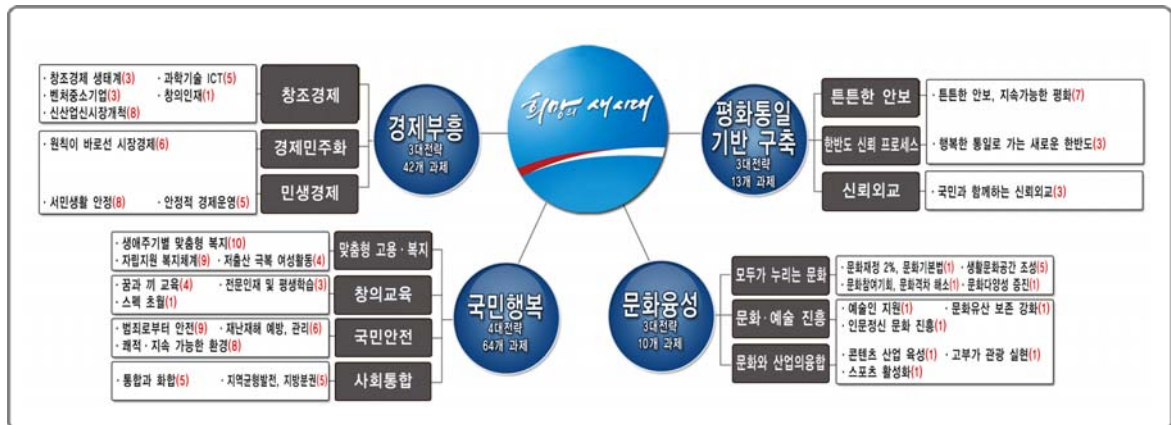 희망의 새시대
경제부흥
3대전략
42개 과제
창조경제
· 창조경제 생태계(3) · 과학기술 ICT(5)
· 벤처중소기업(3) · 창의인재(1)
· 신산업신시장개척(8)
경제민주화
· 원칙이 바로선 시장경제(6)
민생경제
· 서민생활 안정(8) · 안정적 경제운영(5)
국민행복
4대전략
64개 과제
맞춤형 고용 · 복지
· 생애주기별 맞춤형 복지(10)
· 자립지원 복지체계(9) · 저출산 극복 여성활동(4)
창의교육
· 꿈과 끼 교육(4) · 전문인재 및 평생학습(3)
· 스펙 초월(1)
국민안전
· 범죄로부터 안전(9) · 재난재해 예방, 관리(6)
· 쾌적 · 지속 가능한 환경(8)
사회통합
· 통합과 화합(5) · 지역균형발전, 지방분권(5)
평화통일
기반 구축
3대전략
13개 과제
튼튼한 안보
· 튼튼한 안보, 지속가능한 평화(7)
한반도 신뢰 프로세스
· 행복한 통일로 가는 새로운 한반도(3)
신뢰외교
· 국민과 함께하는 신뢰외교(3)
문화융성
3대전략
10개 과제
모두가 누리는 문화
· 문화재정 2%, 문화기본법(1) · 생활문화공간 조성(5)
· 문화참여기회, 문화격차 해소(1) · 문화다양성 증진(1)
문화 · 예술 진흥
· 예술인 지원(1) · 문화유산 보존 강화(1)
· 인문정신 문화 진흥(1)
문화와 산업의융합
· 콘텐츠 산업 육성(1) · 고부가 관광 실현(1)
· 스포츠 활성화(1)